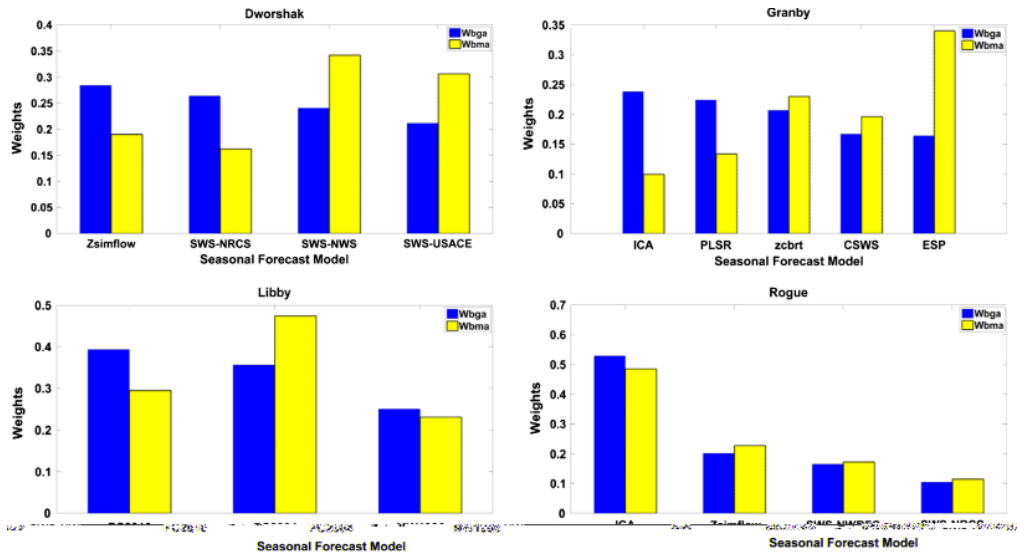 Dworshak
Wbga
Wbma
0.4
0.35
0.3
0.25
0.2
0.15
0.1
0.05
0
Weights
Zsimflow SWS-NRCS SWS-NWS SWS-USACE
Seasonal Forecast Model
Granby
Wbga
Wbma
0.35
0.3
0.25
0.2
0.15
0.1
0.05
0
Weights
ICA PLSR zcbrt CSWS ESP
Seasonal Forecast Model
Libby
Wbga
Wbma
0.5
0.4
0.3
0.2
0.1
0
Weights
Seasonal Forecast Model
Rogue
Wbga
Wbma
0.7
0.6
0.5
0.4
0.3
0.2
0.1
0
Weights
ICA Zsimflow SWS-NRCS
Seasonal Forecast Model